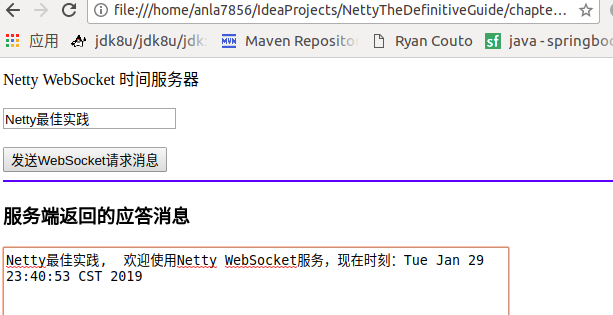 file:///home/anla7856/IdeaProjects/NettyTheDefinitiveGuide/chapte...
应用 jdk8u/jdk8u/jdk: Maven Reposito Ryan Couto sf java - springboo
Netty WebSocket 时间服务器
Netty最佳实践
发送WebSocket请求消息
服务端返回的应答消息
Netty最佳实践, 欢迎使用Netty WebSocket服务，现在时刻：Tue Jan 29
23:40:53 CST 2019